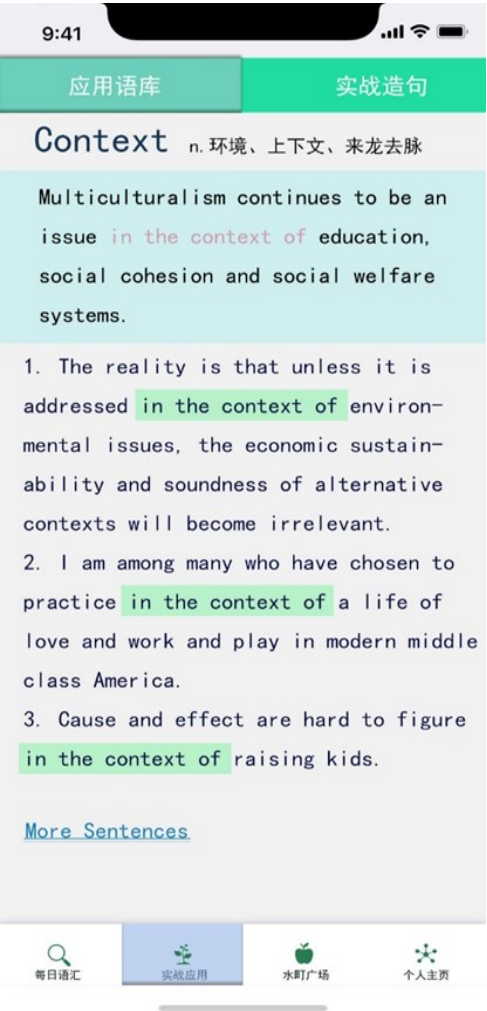 9:41
应用语库 实战造句
Context n.环境、上下文、来龙去脉
Multiculturalism continues to be an
issue in the context of education,
social cohesion and social welfare
systems.
1. The reality is that unless it is
addressed in the context of environ-
mental issues, the economic sustain-
ability and soundness of alternative
contexts will become irrelevant.
2. I am among many who have chosen to
practice in the context of a life of
love and work and play in modern middle
class America.
3. Cause and effect are hard to figure
in the context of raising kids.
More Sentences
每日语汇 实战应用 水町广场 个人主页